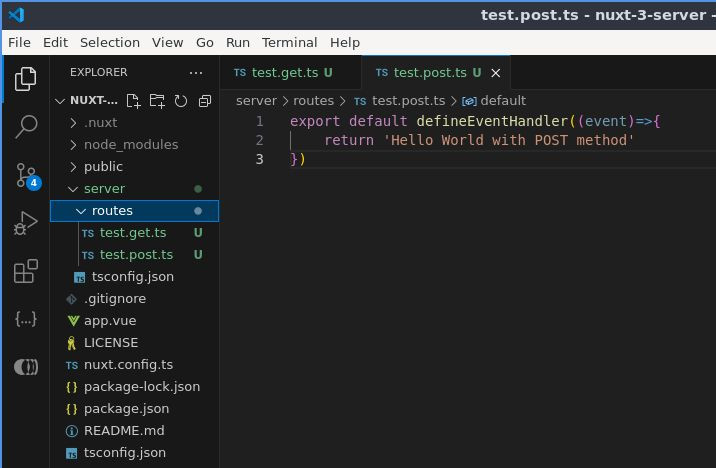 test.post.ts - nuxt-3-server -
File Edit Selection View Go Run Terminal Help
EXPLORER
TS test.get.ts U
TS test.post.ts U
NUXT-...
server > routes > TS test.post.ts > default
.nuxt
node_modules
public
server
routes
TS test.get.ts U
TS test.post.ts U
TS tsconfig.json
.gitignore
app.vue
LICENSE
TS nuxt.config.ts
{ } package-lock.json
{ } package.json
README.md
TS tsconfig.json
4
{...}
1 export default defineEventHandler((event)=>{
2 return 'Hello World with POST method'
3 })